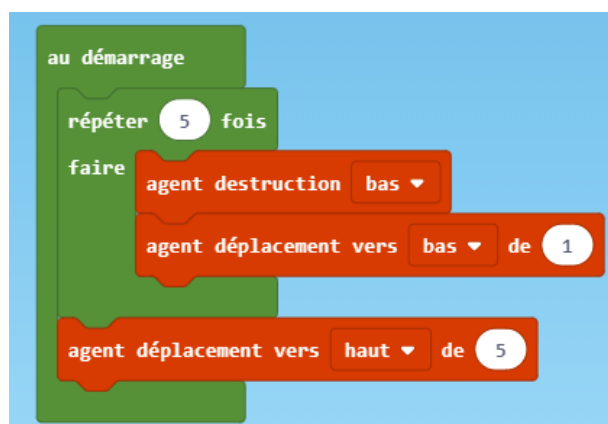 au démarrage
répéter 5 fois
faire
agent destruction bas
agent déplacement vers bas de 1
agent déplacement vers haut de 5